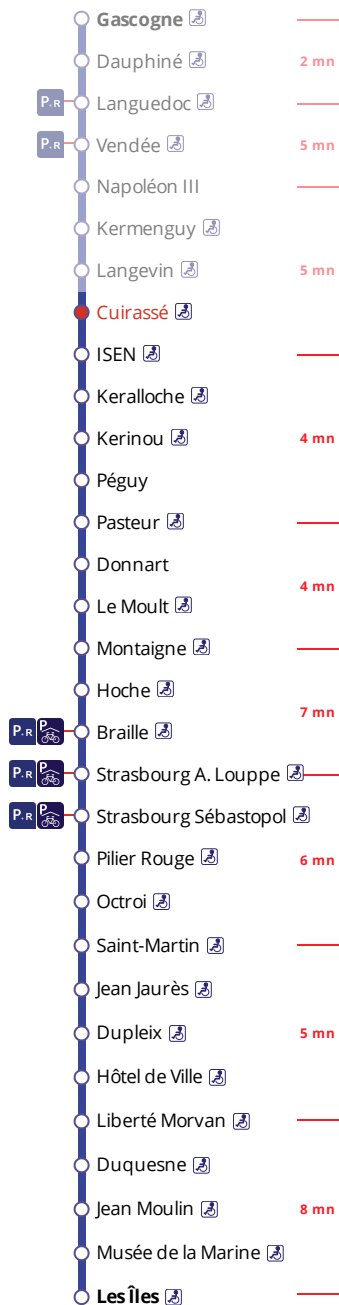 Gascogne
Dauphiné 2 mn
P+R Languedoc
P+R Vendée 5 mn
Napoléon III
Kermenguy
Langevin 5 mn
Cuirassé
ISEN
Keralloche
Kerinou 4 mn
Péguy
Pasteur
Donnart
4 mn
Le Moult
Montaigne
Hoche
7 mn
P+R P Braille
P+R P Strasbourg A. Louppe
P+R P Strasbourg Sébastopol
Pilier Rouge 6 mn
Octroi
Saint-Martin
Jean Jaurès
Dupleix 5 mn
Hôtel de Ville
Liberté Morvan
Duquesne
Jean Moulin 8 mn
Musée de la Marine
Les Îles